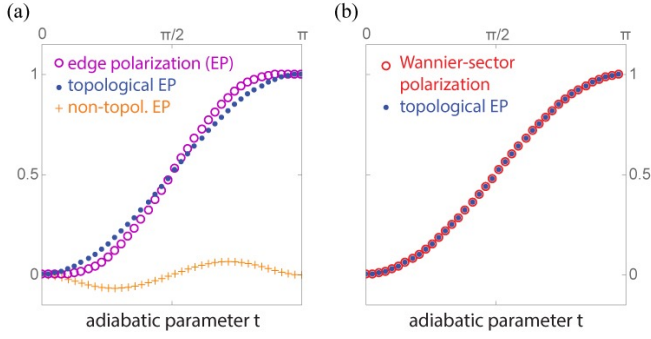 (a)
0 π/2 π
edge polarization (EP)
topological EP
non-topol. EP
1
0.5
0
adiabatic parameter t
(b)
0 π/2 π
Wannier-sector
polarization
topological EP
1
0.5
0
adiabatic parameter t